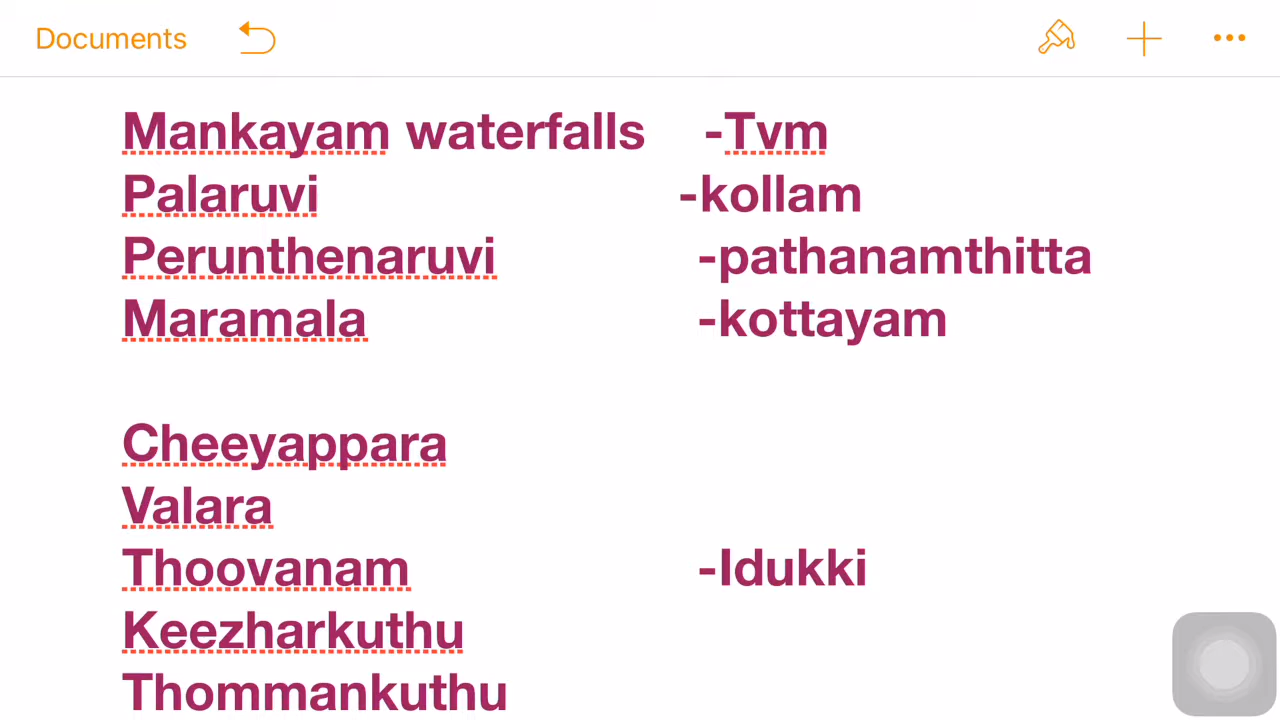 Documents
Mankayam waterfalls -Tvm
Palaruvi -kollam
Perunthenaruvi -pathanamthitta
Maramala -kottayam
Cheeyappara
Valara
Thoovanam -Idukki
Keezharkuthu
Thommankuthu